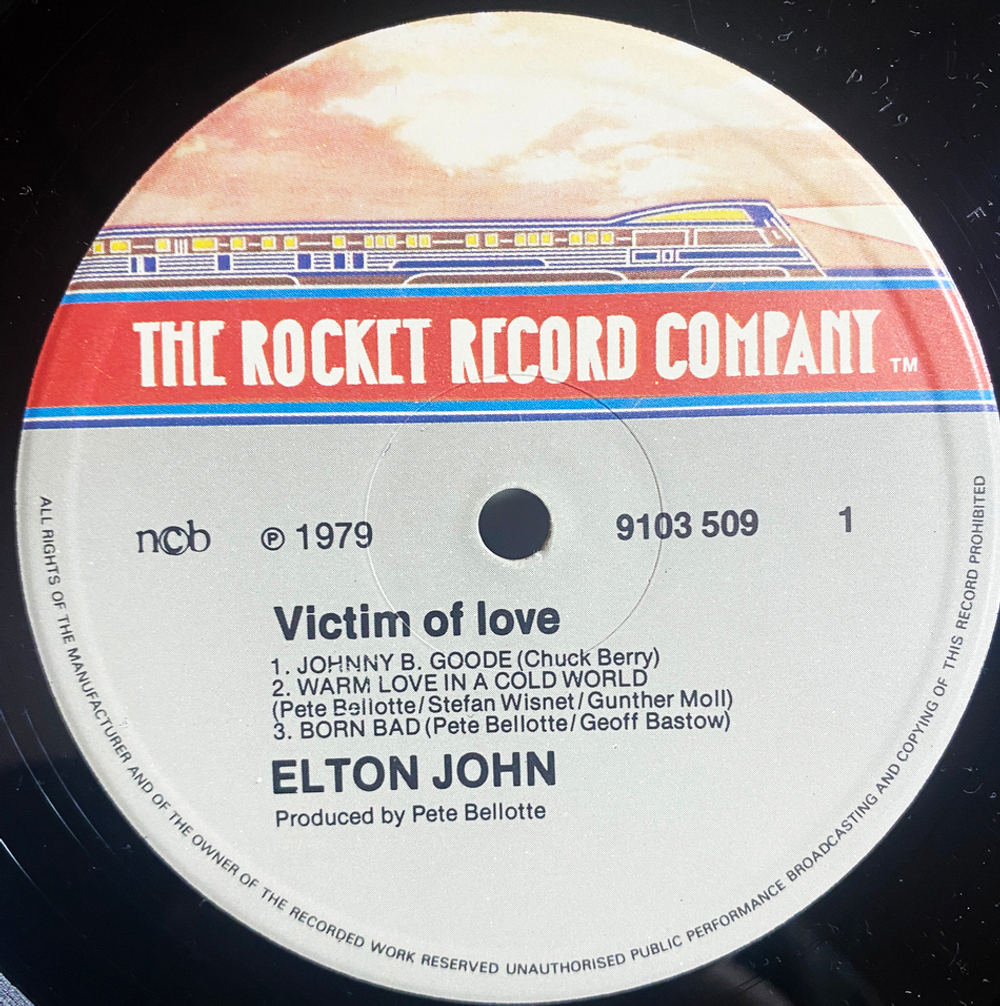 THE ROCKET RECORD COMPANY TM
ncb ℗ 1979 9103 509 1
Victim of love
1. JOHNNY B. GOODE (Chuck Berry)
2. WARM LOVE IN A COLD WORLD
(Pete Bellotte/Stefan Wisnet/Gunther Moll)
3. BORN BAD (Pete Bellotte/Geoff Bastow)
ELTON JOHN
Produced by Pete Bellotte
ALL RIGHTS OF THE MANUFACTURER AND OF THE OWNER OF THE RECORDED WORK RESERVED UNAUTHORISED PUBLIC PERFORMANCE BROADCASTING AND COPYING OF THIS RECORD PROHIBITED